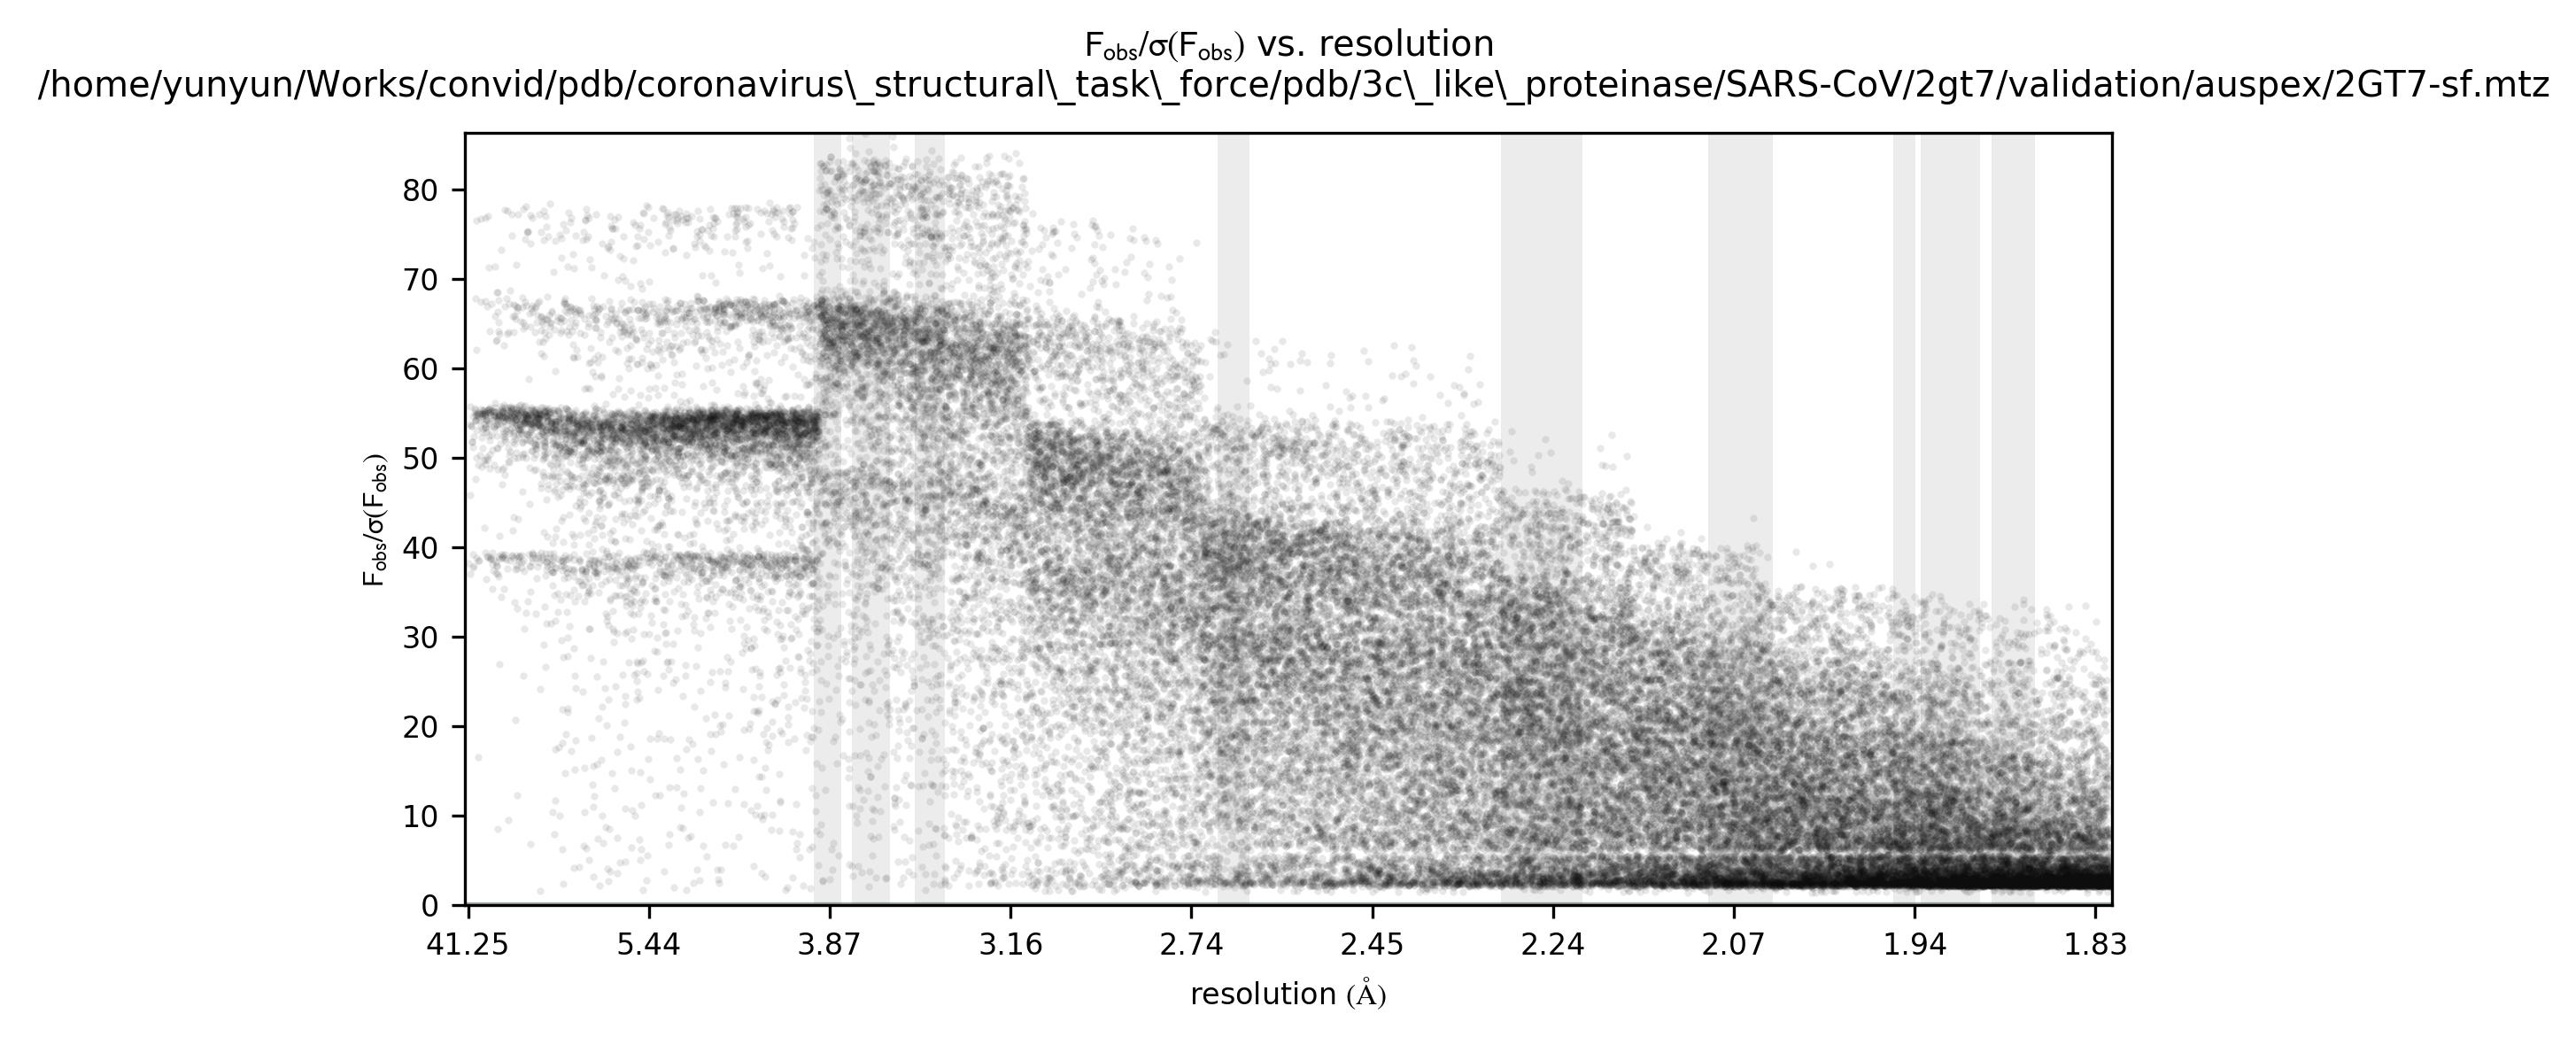 Fobs/σ(Fobs) vs. resolution
/home/yunyun/Works/convid/pdb/coronavirus\_structural\_task\_force/pdb/3c\_like\_proteinase/SARS-CoV/2gt7/validation/auspex/2GT7-sf.mtz
Fobs/σ(Fobs)
80
70
60
50
40
30
20
10
0
41.25 5.44 3.87 3.16 2.74 2.45 2.24 2.07 1.94 1.83
resolution (Å)